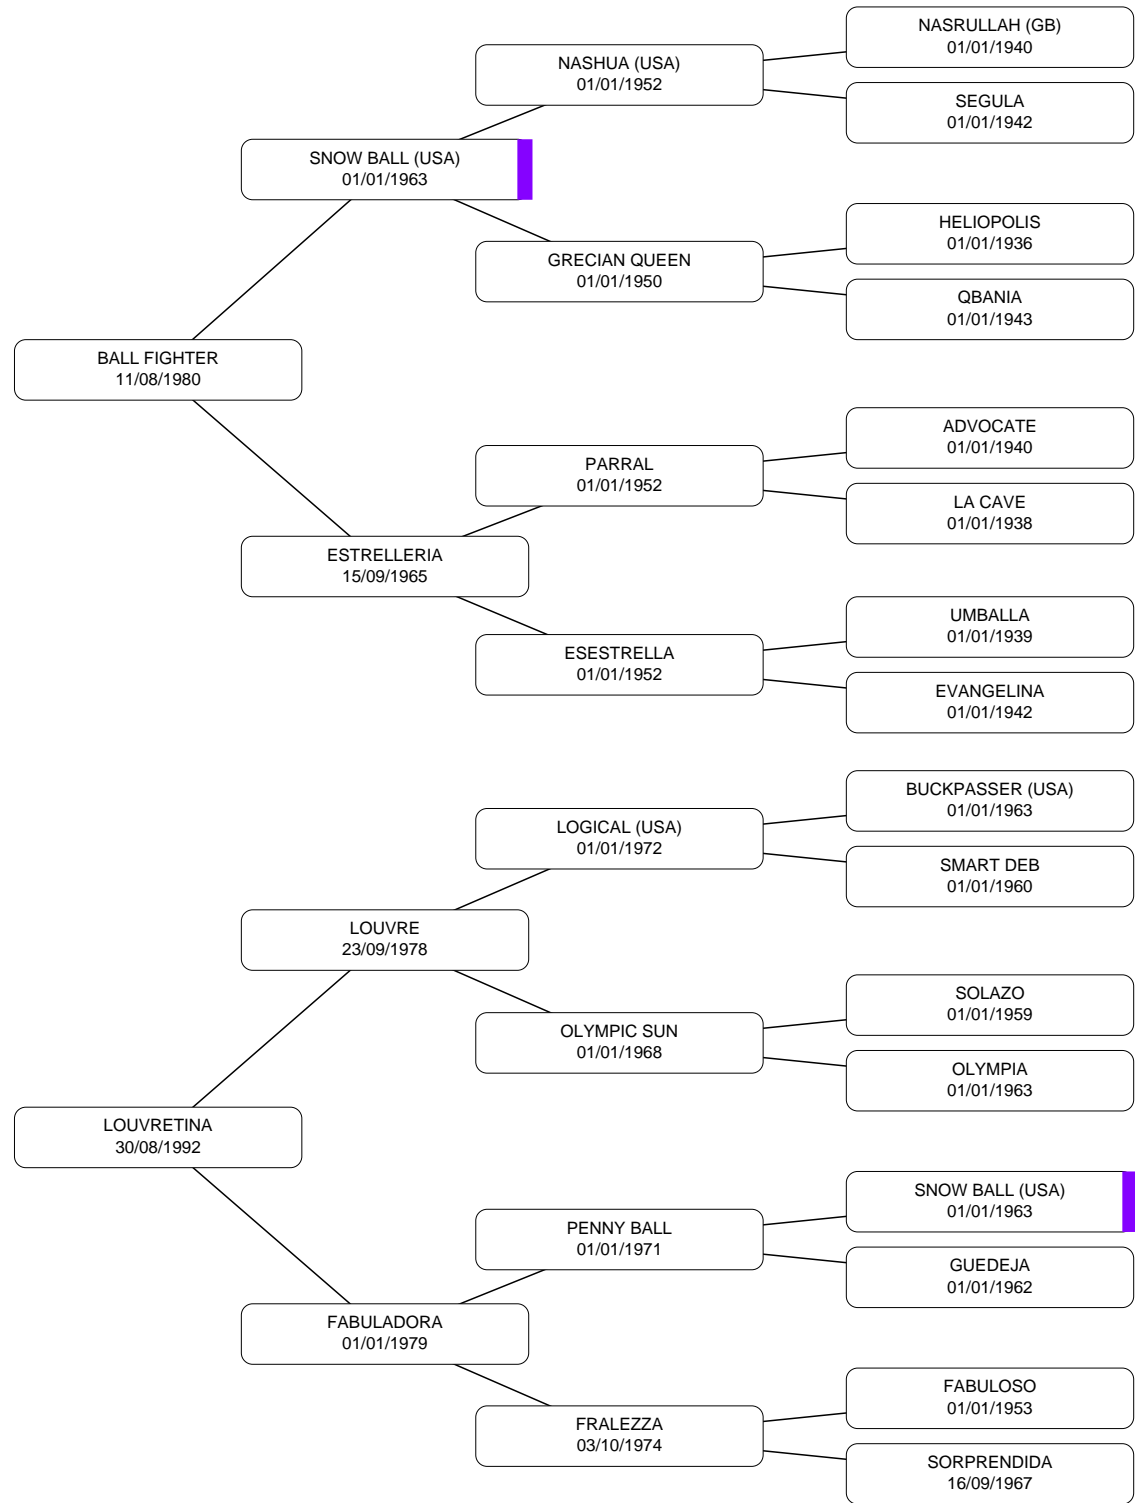 NASRULLAH (GB)
01/01/1940
NASHUA (USA)
01/01/1952
SEGULA
01/01/1942
SNOW BALL (USA)
01/01/1963
HELIOPOLIS
01/01/1936
GRECIAN QUEEN
01/01/1950
QBANIA
01/01/1943
BALL FIGHTER
11/08/1980
ADVOCATE
01/01/1940
PARRAL
01/01/1952
LA CAVE
01/01/1938
ESTRELLERIA
15/09/1965
UMBALLA
01/01/1939
ESESTRELLA
01/01/1952
EVANGELINA
01/01/1942
BUCKPASSER (USA)
01/01/1963
LOGICAL (USA)
01/01/1972
SMART DEB
01/01/1960
LOUVRE
23/09/1978
SOLAZO
01/01/1959
OLYMPIC SUN
01/01/1968
OLYMPIA
01/01/1963
LOUVRETINA
30/08/1992
SNOW BALL (USA)
01/01/1963
PENNY BALL
01/01/1971
GUEDEJA
01/01/1962
FABULADORA
01/01/1979
FABULOSO
01/01/1953
FRALEZZA
03/10/1974
SORPRENDIDA
16/09/1967